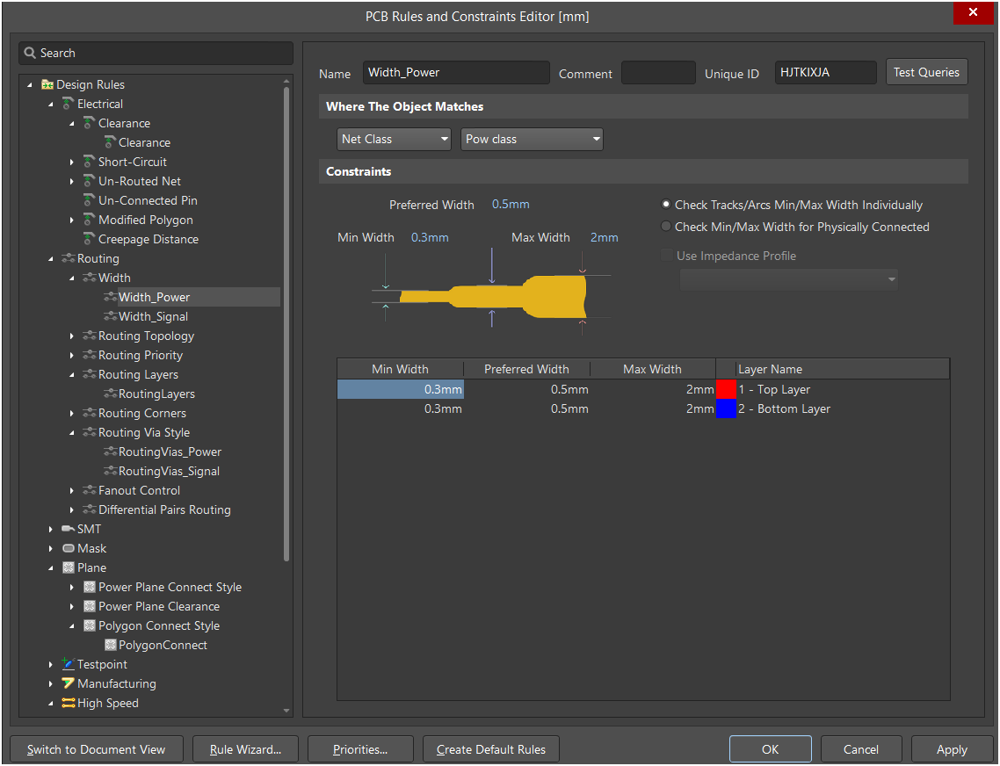 PCB Rules and Constraints Editor [mm]
Search
Design Rules
Electrical
Clearance
Clearance
Short-Circuit
Un-Routed Net
Un-Connected Pin
Modified Polygon
Creepage Distance
Routing
Width
Width_Power
Width_Signal
Routing Topology
Routing Priority
Routing Layers
RoutingLayers
Routing Corners
Routing Via Style
RoutingVias_Power
RoutingVias_Signal
Fanout Control
Differential Pairs Routing
SMT
Mask
Plane
Power Plane Connect Style
Power Plane Clearance
Polygon Connect Style
PolygonConnect
Testpoint
Manufacturing
High Speed
Name Width_Power Comment Unique ID HJTKIXJA Test Queries
Where The Object Matches
Net Class Pow class
Constraints
Preferred Width 0.5mm
Min Width 0.3mm Max Width 2mm
Check Tracks/Arcs Min/Max Width Individually
Check Min/Max Width for Physically Connected
Use Impedance Profile
Min Width Preferred Width Max Width Layer Name
0.3mm 0.5mm 2mm 1 - Top Layer
0.3mm 0.5mm 2mm 2 - Bottom Layer
Switch to Document View Rule Wizard... Priorities... Create Default Rules OK Cancel Apply